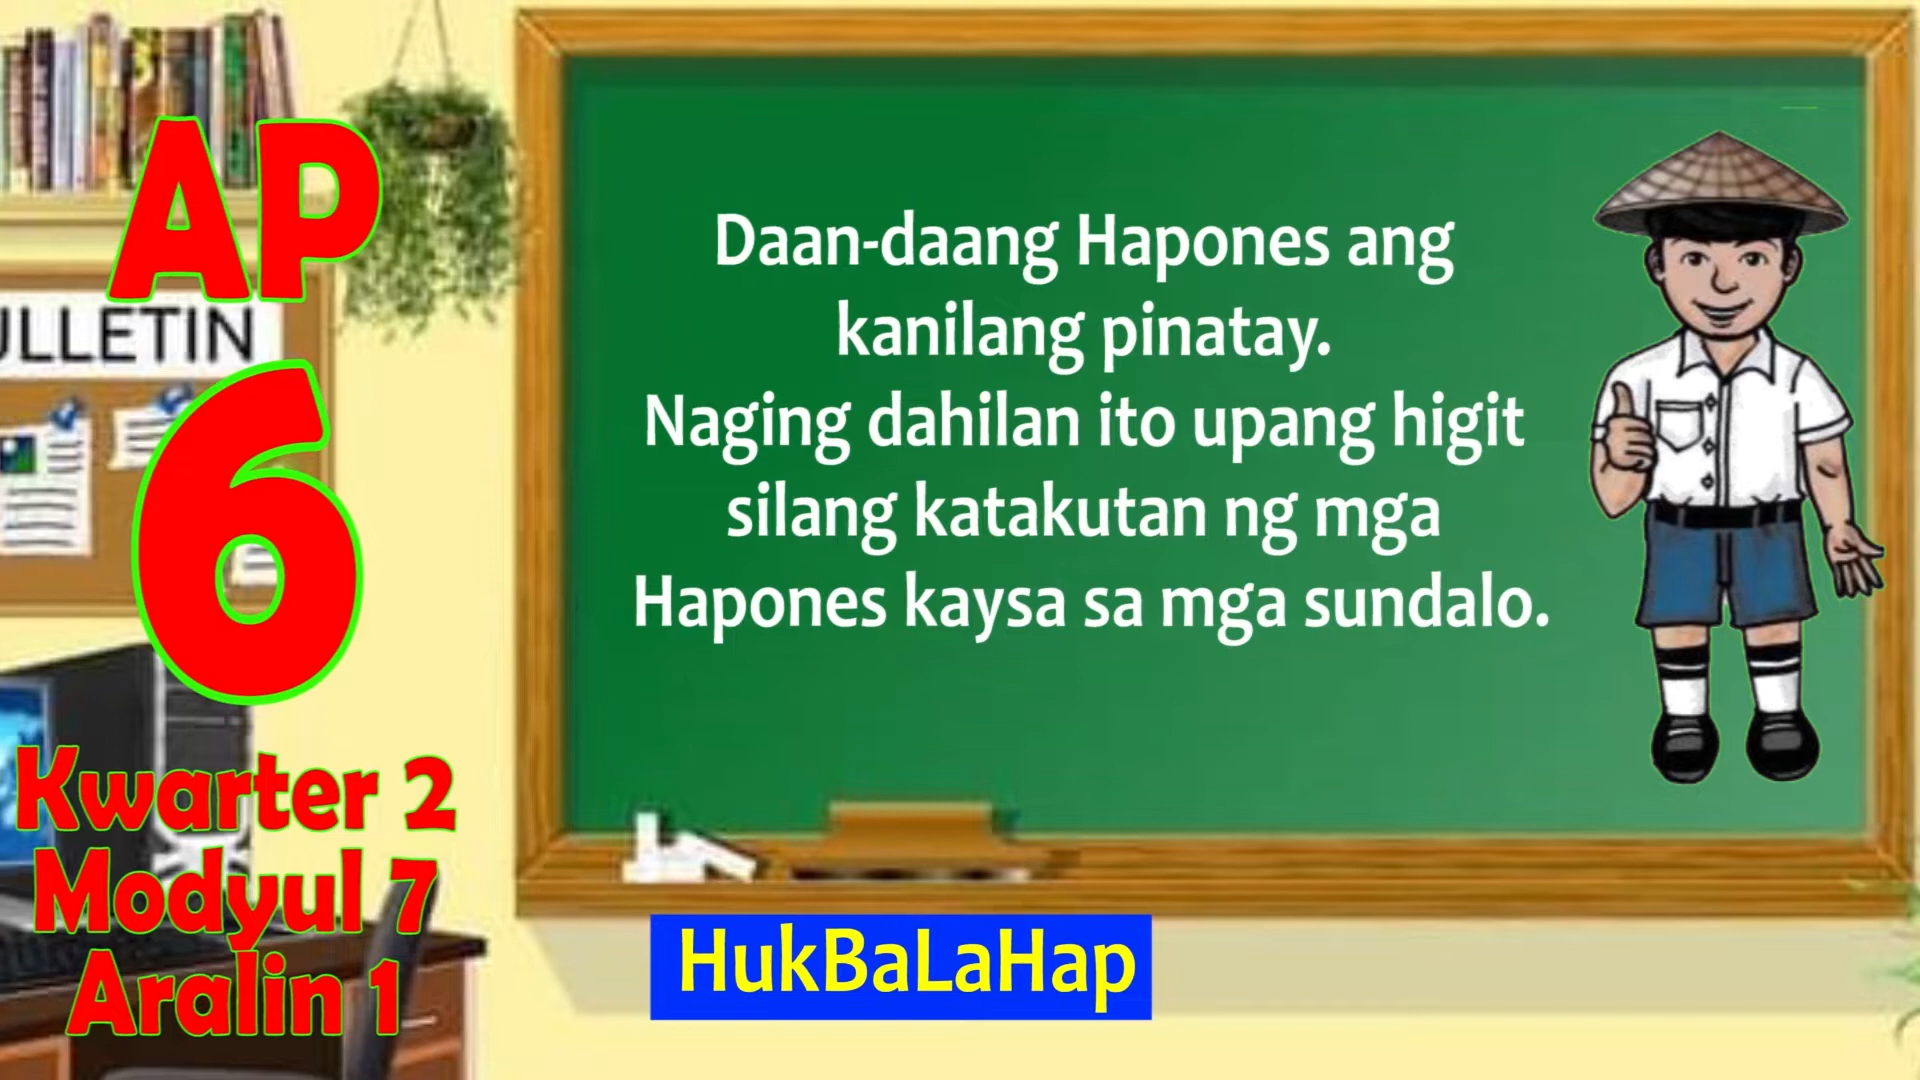 AP
6
Kwarter 2
Modyul 7
Aralin 1
ULLETIN
Daan-daang Hapones ang
kanilang pinatay.
Naging dahilan ito upang higit
silang katakutan ng mga
Hapones kaysa sa mga sundalo.
HukBaLaHap